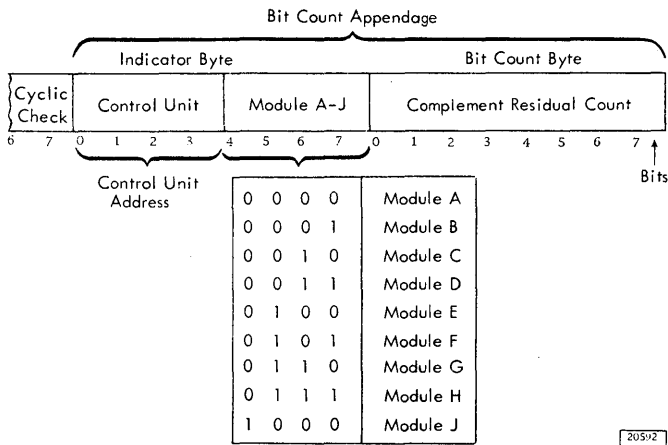 Bit Count Appendage
Indicator Byte Bit Count Byte
Cyclic Check Control Unit Module A-J Complement Residual Count
6 7 0 1 2 3 4 5 6 7 0 1 2 3 4 5 6 7
Bits
Control Unit Address
0 0 0 0 Module A
0 0 0 1 Module B
0 0 1 0 Module C
0 0 1 1 Module D
0 1 0 0 Module E
0 1 0 1 Module F
0 1 1 0 Module G
0 1 1 1 Module H
1 0 0 0 Module J
20592